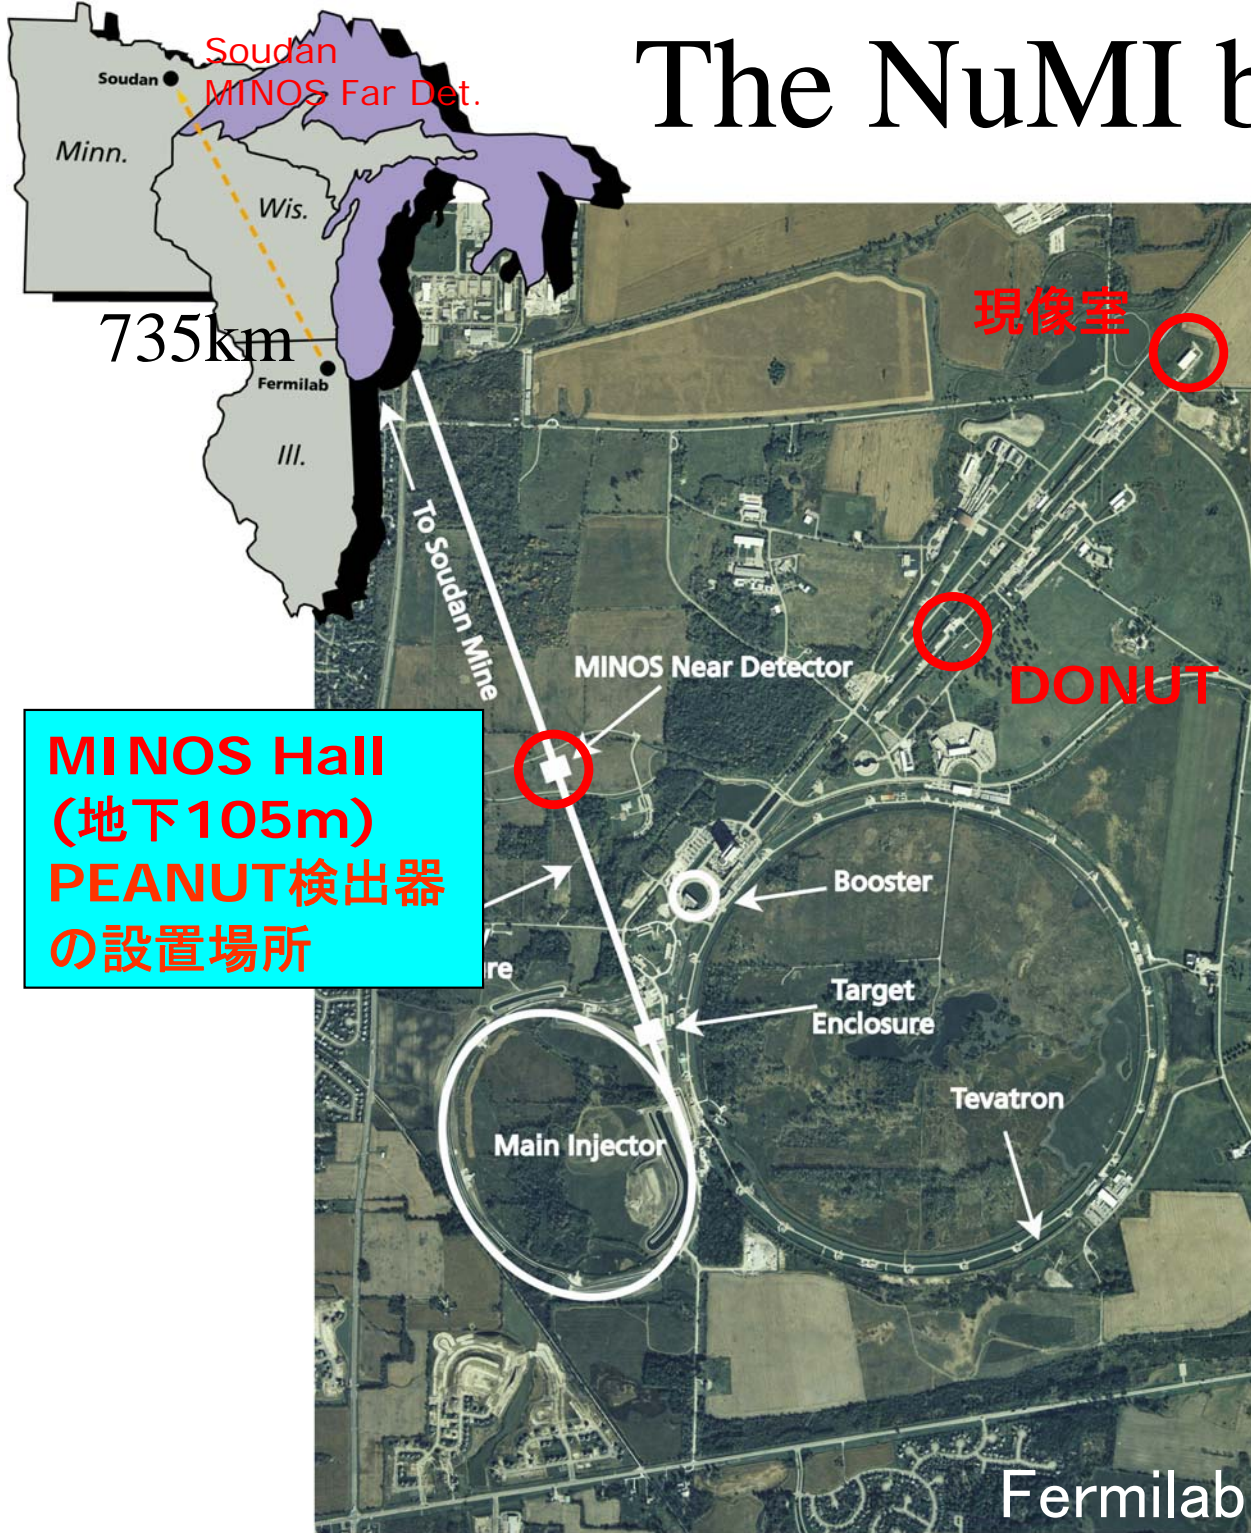 The NuMI b
Soudan
MINOS Far Det.
Soudan
Minn.
Wis.
735km
Fermilab
Ill.
現像室
To Soudan Mine
MINOS Near Detector
DONUT
MINOS Hall
(地下105m)
PEANUT検出器
の設置場所
Booster
re
Target
Enclosure
Tevatron
Main Injector
Fermilab